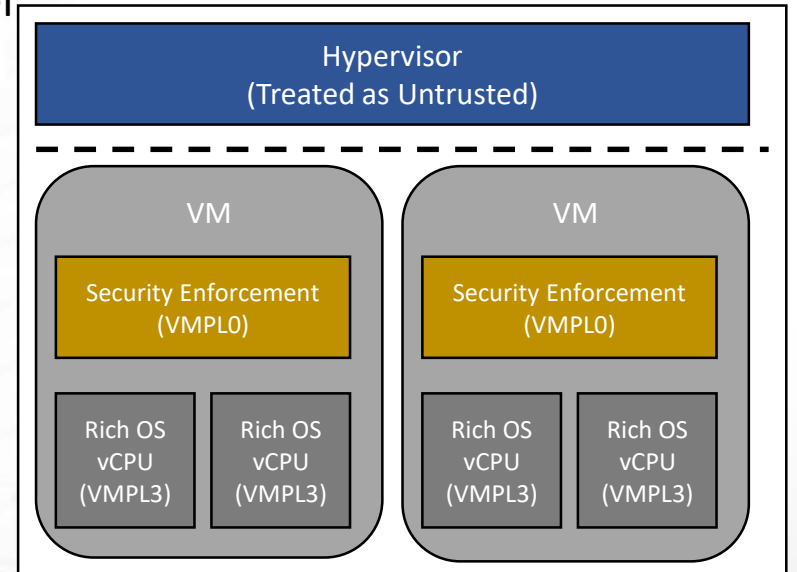 Hypervisor
(Treated as Untrusted)
VM
Security Enforcement
(VMPL0)
Rich OS
vCPU
(VMPL3)
Rich OS
vCPU
(VMPL3)
VM
Security Enforcement
(VMPL0)
Rich OS
vCPU
(VMPL3)
Rich OS
vCPU
(VMPL3)